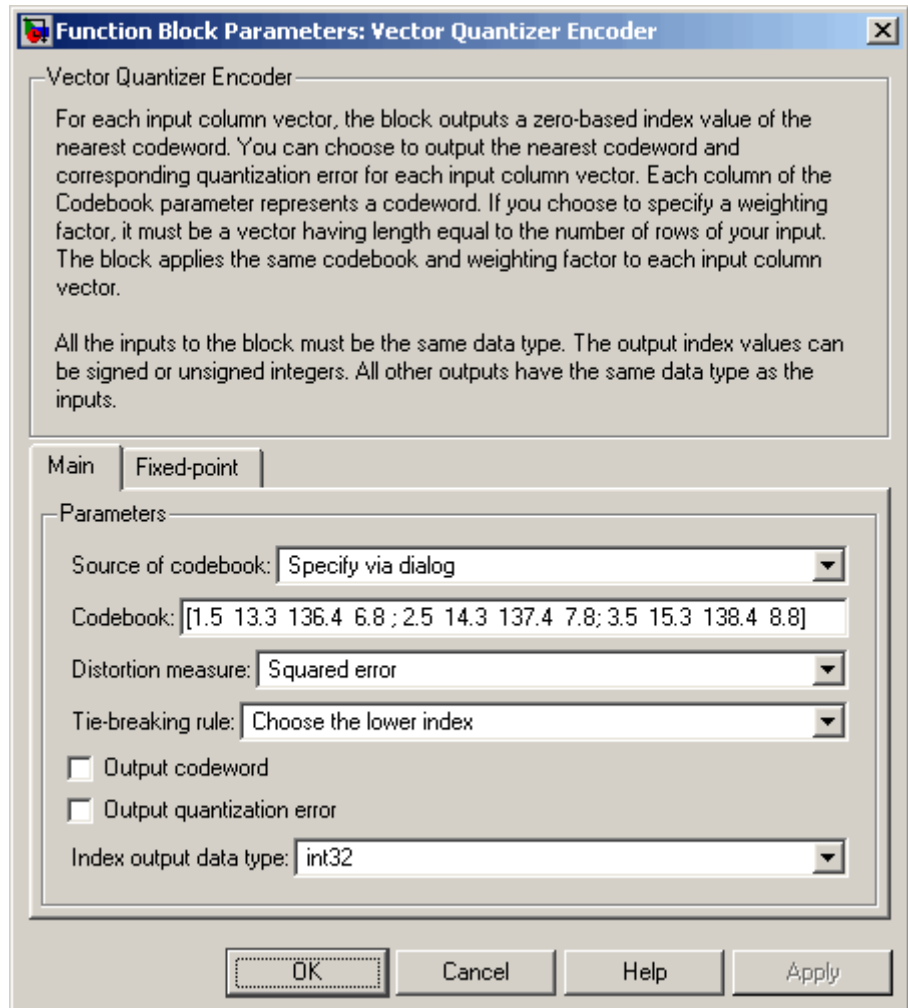 Function Block Parameters: Vector Quantizer Encoder
Vector Quantizer Encoder
For each input column vector, the block outputs a zero-based index value of the
nearest codeword. You can choose to output the nearest codeword and
corresponding quantization error for each input column vector. Each column of the
Codebook parameter represents a codeword. If you choose to specify a weighting
factor, it must be a vector having length equal to the number of rows of your input.
The block applies the same codebook and weighting factor to each input column
vector.
All the inputs to the block must be the same data type. The output index values can
be signed or unsigned integers. All other outputs have the same data type as the
inputs.
Main Fixed-point
Parameters
Source of codebook: Specify via dialog
Codebook: [1.5 13.3 136.4 6.8 ; 2.5 14.3 137.4 7.8; 3.5 15.3 138.4 8.8]
Distortion measure: Squared error
Tie-breaking rule: Choose the lower index
Output codeword
Output quantization error
Index output data type: int32
OK Cancel Help Apply